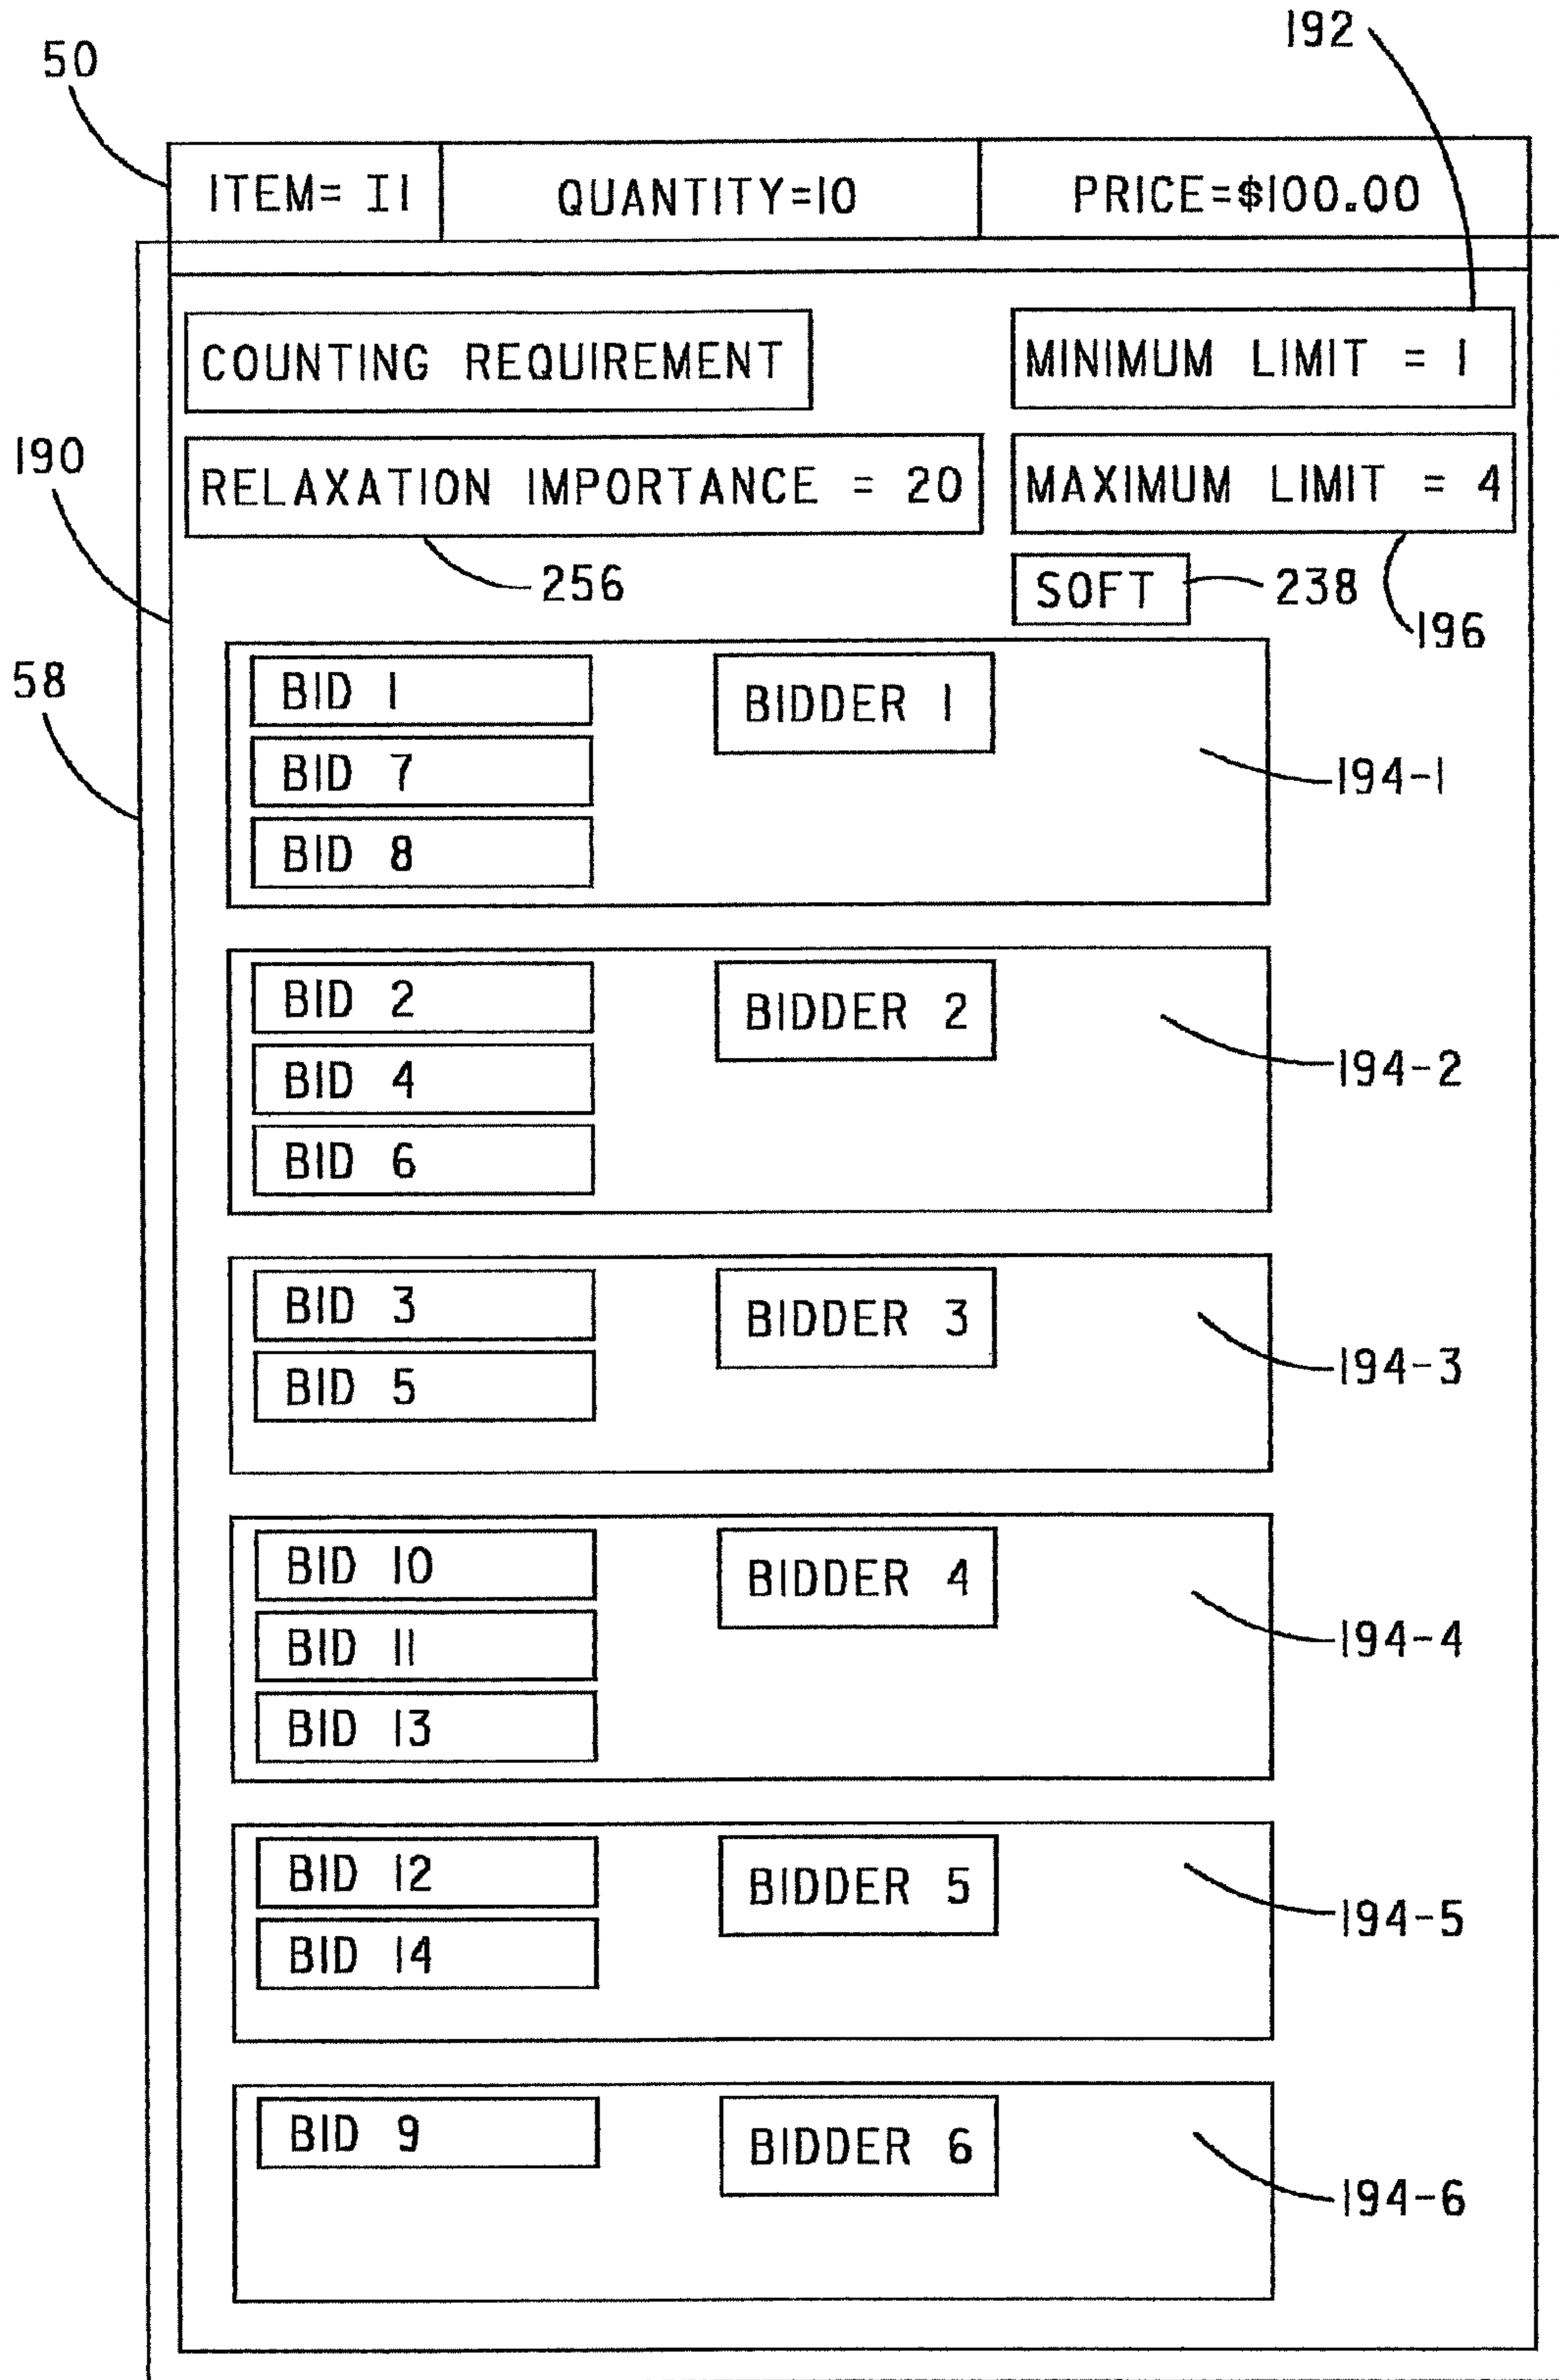 192
50
ITEM= I1 QUANTITY=10 PRICE=$100.00
COUNTING REQUIREMENT MINIMUM LIMIT = 1
190
RELAXATION IMPORTANCE = 20 MAXIMUM LIMIT = 4
256 SOFT 238
196
58
BID 1 BIDDER 1
BID 7 194-1
BID 8
BID 2 BIDDER 2
BID 4 194-2
BID 6
BID 3 BIDDER 3
BID 5 194-3
BID 10 BIDDER 4
BID 11 194-4
BID 13
BID 12 BIDDER 5
BID 14 194-5
BID 9 BIDDER 6
194-6